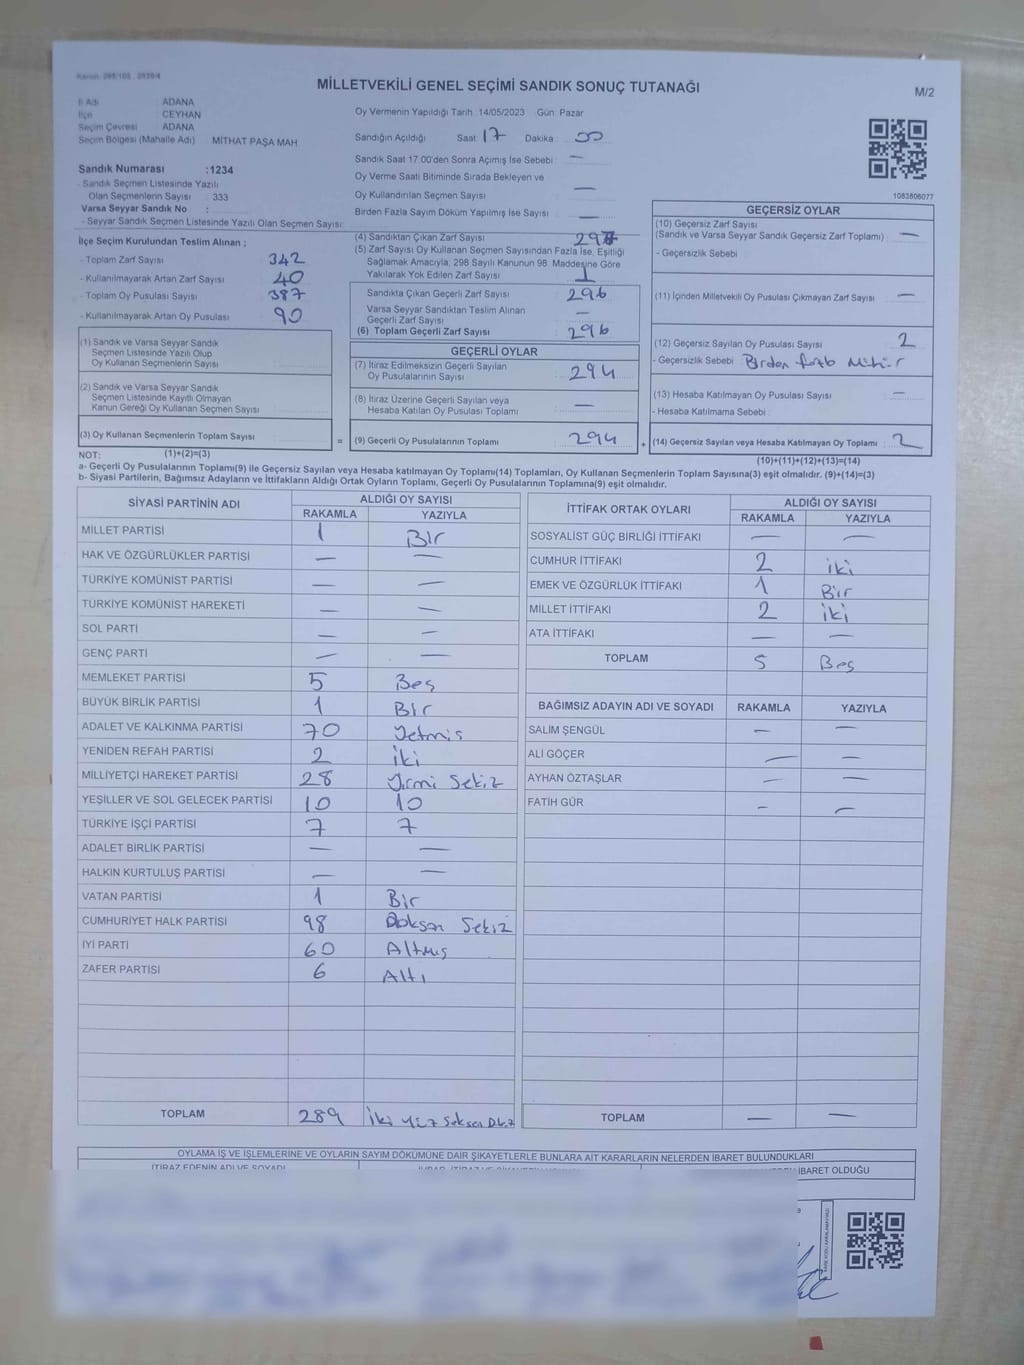 Kanun: 298/105 : 2839/4
MİLLETVEKİLİ GENEL SEÇİMİ SANDIK SONUÇ TUTANAĞI
M/2
İl Adı : ADANA
İlçe : CEYHAN
Seçim Çevresi : ADANA
Seçim Bölgesi (Mahalle Adı) : MİTHAT PAŞA MAH
Sandık Numarası :1234
- Sandık Seçmen Listesinde Yazılı
Olan Seçmenlerin Sayısı : 333
Varsa Seyyar Sandık No :
- Seyyar Sandık Seçmen Listesinde Yazılı Olan Seçmen Sayısı:
İlçe Seçim Kurulundan Teslim Alınan ;
- Toplam Zarf Sayısı : 342
- Kullanılmayarak Artan Zarf Sayısı : 40
- Toplam Oy Pusulası Sayısı : 387
- Kullanılmayarak Artan Oy Pusulası : 90
(1) Sandık ve Varsa Seyyar Sandık
Seçmen Listesinde Yazılı Olup
Oy Kullanan Seçmenlerin Sayısı :
(2) Sandık ve Varsa Seyyar Sandık
Seçmen Listesinde Kayıtlı Olmayan
Kanun Gereği Oy Kullanan Seçmen Sayısı :
(3) Oy Kullanan Seçmenlerin Toplam Sayısı : =
Oy Vermenin Yapıldığı Tarih: 14/05/2023 Gün: Pazar
Sandığın Açıldığı Saat 17 Dakika : 00
Sandık Saat 17:00'den Sonra Açılmış İse Sebebi : —
Oy Verme Saati Bitiminde Sırada Bekleyen ve
Oy Kullandırılan Seçmen Sayısı : —
Birden Fazla Sayım Döküm Yapılmış İse Sayısı : —
(4) Sandıktan Çıkan Zarf Sayısı : 297
(5) Zarf Sayısı Oy Kullanan Seçmen Sayısından Fazla İse, Eşitliği
Sağlamak Amacıyla, 298 Sayılı Kanunun 98. Maddesine Göre
Yakılarak Yok Edilen Zarf Sayısı : 1
Sandıkta Çıkan Geçerli Zarf Sayısı : 296
Varsa Seyyar Sandıktan Teslim Alınan
Geçerli Zarf Sayısı : —
(6) Toplam Geçerli Zarf Sayısı : 296
GEÇERLİ OYLAR
(7) İtiraz Edilmeksizin Geçerli Sayılan
Oy Pusulalarının Sayısı : 294
(8) İtiraz Üzerine Geçerli Sayılan veya
Hesaba Katılan Oy Pusulası Toplamı : —
(9) Geçerli Oy Pusulalarının Toplamı : 294 +
1083806077
GEÇERSİZ OYLAR
(10) Geçersiz Zarf Sayısı
(Sandık ve Varsa Seyyar Sandık Geçersiz Zarf Toplamı) : —
- Geçersizlik Sebebi :
(11) İçinden Milletvekili Oy Pusulası Çıkmayan Zarf Sayısı : —
(12) Geçersiz Sayılan Oy Pusulası Sayısı : 2
- Geçersizlik Sebebi : Birden fazla Mühür
(13) Hesaba Katılmayan Oy Pusulası Sayısı : —
- Hesaba Katılmama Sebebi :
(14) Geçersiz Sayılan veya Hesaba Katılmayan Oy Toplamı : 2
NOT: (1)+(2)=(3)
(10)+(11)+(12)+(13)=(14)
a- Geçerli Oy Pusulalarının Toplamı(9) ile Geçersiz Sayılan veya Hesaba katılmayan Oy Toplamı(14) Toplamları, Oy Kullanan Seçmenlerin Toplam Sayısına(3) eşit olmalıdır. (9)+(14)=(3)
b- Siyasi Partilerin, Bağımsız Adayların ve İttifakların Aldığı Ortak Oyların Toplamı, Geçerli Oy Pusulalarının Toplamına(9) eşit olmalıdır.
SİYASİ PARTİNİN ADI ALDIĞI OY SAYISI
RAKAMLA YAZIYLA
MİLLET PARTİSİ 1 Bir
HAK VE ÖZGÜRLÜKLER PARTİSİ — —
TÜRKİYE KOMÜNİST PARTİSİ — —
TÜRKİYE KOMÜNİST HAREKETİ — —
SOL PARTİ — —
GENÇ PARTİ — —
MEMLEKET PARTİSİ 5 Beş
BÜYÜK BİRLİK PARTİSİ 1 Bir
ADALET VE KALKINMA PARTİSİ 70 Yetmiş
YENİDEN REFAH PARTİSİ 2 iki
MİLLİYETÇİ HAREKET PARTİSİ 28 Yirmi Sekiz
YEŞİLLER VE SOL GELECEK PARTİSİ 10 10
TÜRKİYE İŞÇİ PARTİSİ 7 7
ADALET BİRLİK PARTİSİ — —
HALKIN KURTULUŞ PARTİSİ — —
VATAN PARTİSİ 1 Bir
CUMHURİYET HALK PARTİSİ 98 Doksan Sekiz
İYİ PARTİ 60 Altmış
ZAFER PARTİSİ 6 Altı
TOPLAM 289 iki yüz Seksen Dkz
İTTİFAK ORTAK OYLARI ALDIĞI OY SAYISI
RAKAMLA YAZIYLA
SOSYALİST GÜÇ BİRLİĞİ İTTİFAKI — —
CUMHUR İTTİFAKI 2 iki
EMEK VE ÖZGÜRLÜK İTTİFAKI 1 Bir
MİLLET İTTİFAKI 2 iki
ATA İTTİFAKI — —
TOPLAM 5 Beş
BAĞIMSIZ ADAYIN ADI VE SOYADI RAKAMLA YAZIYLA
SALİM ŞENGÜL — —
ALİ GÖÇER — —
AYHAN ÖZTAŞLAR — —
FATİH GÜR — —
TOPLAM — —
OYLAMA İŞ VE İŞLEMLERİNE VE OYLARIN SAYIM DÖKÜMÜNE DAİR ŞİKAYETLERLE BUNLARA AİT KARARLARIN NELERDEN İBARET BULUNDUKLARI
İTİRAZ EDENİN ADI VE SOYADI
İBARET OLDUĞU